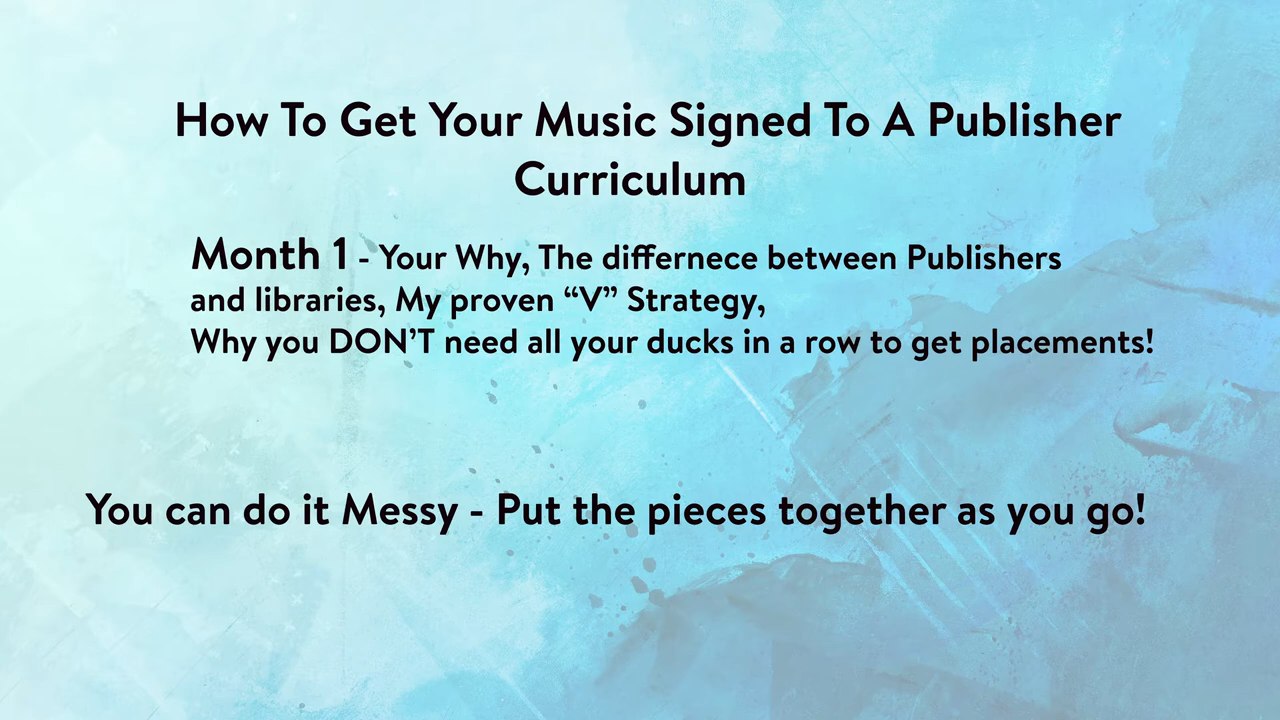 How To Get Your Music Signed To A Publisher
Curriculum
Month 1 - Your Why, The differnece between Publishers
and libraries, My proven “V” Strategy,
Why you DON’T need all your ducks in a row to get placements!
You can do it Messy - Put the pieces together as you go!